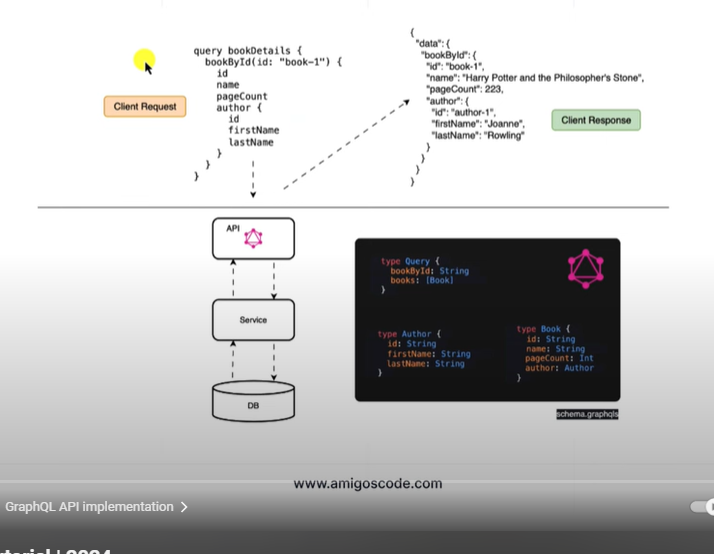 query bookDetails {
bookById(id: "book-1") {
id
name
pageCount
author {
id
firstName
lastName
}
}
}
Client Request
{
"data": {
"bookById": {
"id": "book-1",
"name": "Harry Potter and the Philosopher's Stone",
"pageCount": 223,
"author": {
"id": "author-1",
"firstName": "Joanne",
"lastName": "Rowling"
}
}
}
}
Client Response
API
Service
DB
type Query {
bookById: String
books: [Book]
}
type Author {
id: String
firstName: String
lastName: String
}
type Book {
id: String
name: String
pageCount: Int
author: Author
}
schema.graphqls
www.amigoscode.com
GraphQL API implementation